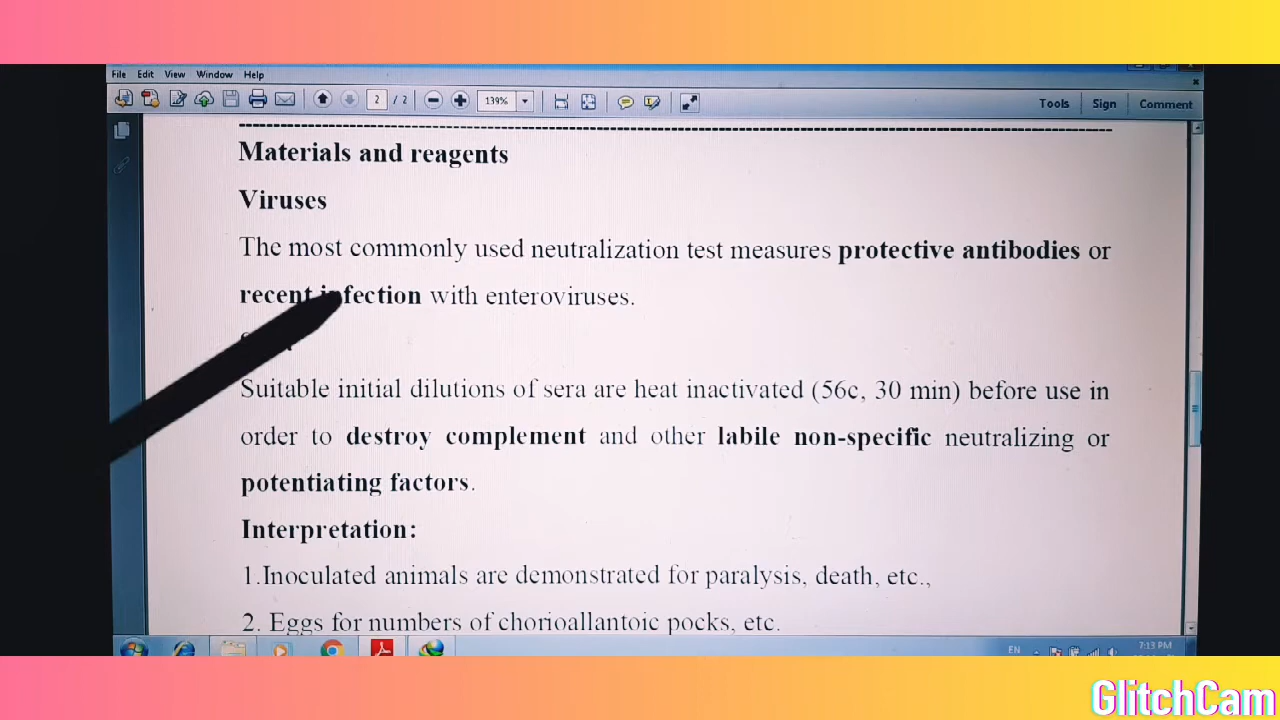 File Edit View Window Help
2 / 2 139% Tools Sign Comment
Materials and reagents
Viruses
The most commonly used neutralization test measures protective antibodies or
recent infection with enteroviruses.
Suitable initial dilutions of sera are heat inactivated (56c, 30 min) before use in
order to destroy complement and other labile non-specific neutralizing or
potentiating factors.
Interpretation:
1.Inoculated animals are demonstrated for paralysis, death, etc.,
2. Eggs for numbers of chorioallantoic pocks, etc.
EN 7:13 PM
GlitchCam